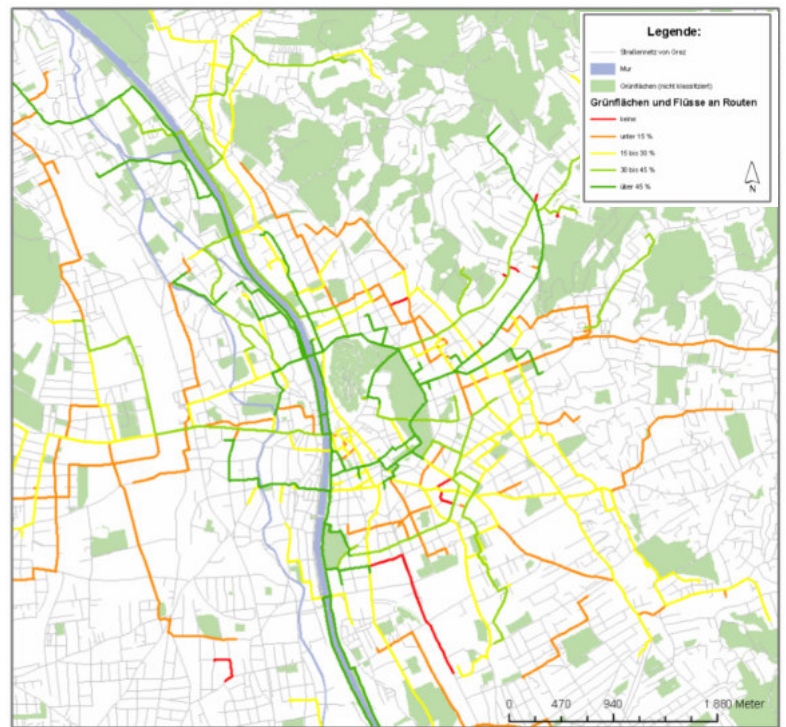 Legende:
Straßennetz von Graz
Mur
Grünflächen (nicht klassifiziert)
Grünflächen und Flüsse an Routen
keine
unter 15 %
15 bis 30 %
30 bis 45 %
über 45 %
N
0 470 940 1 880 Meter